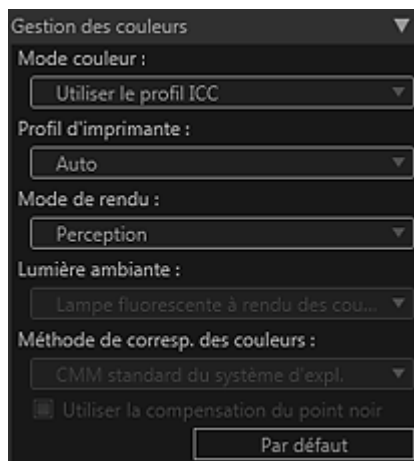 Gestion des couleurs
Mode couleur :
Utiliser le profil ICC
Profil d'imprimante :
Auto
Mode de rendu :
Perception
Lumière ambiante :
Lampe fluorescente à rendu des cou...
Méthode de corresp. des couleurs :
CMM standard du système d'expl.
Utiliser la compensation du point noir
Par défaut